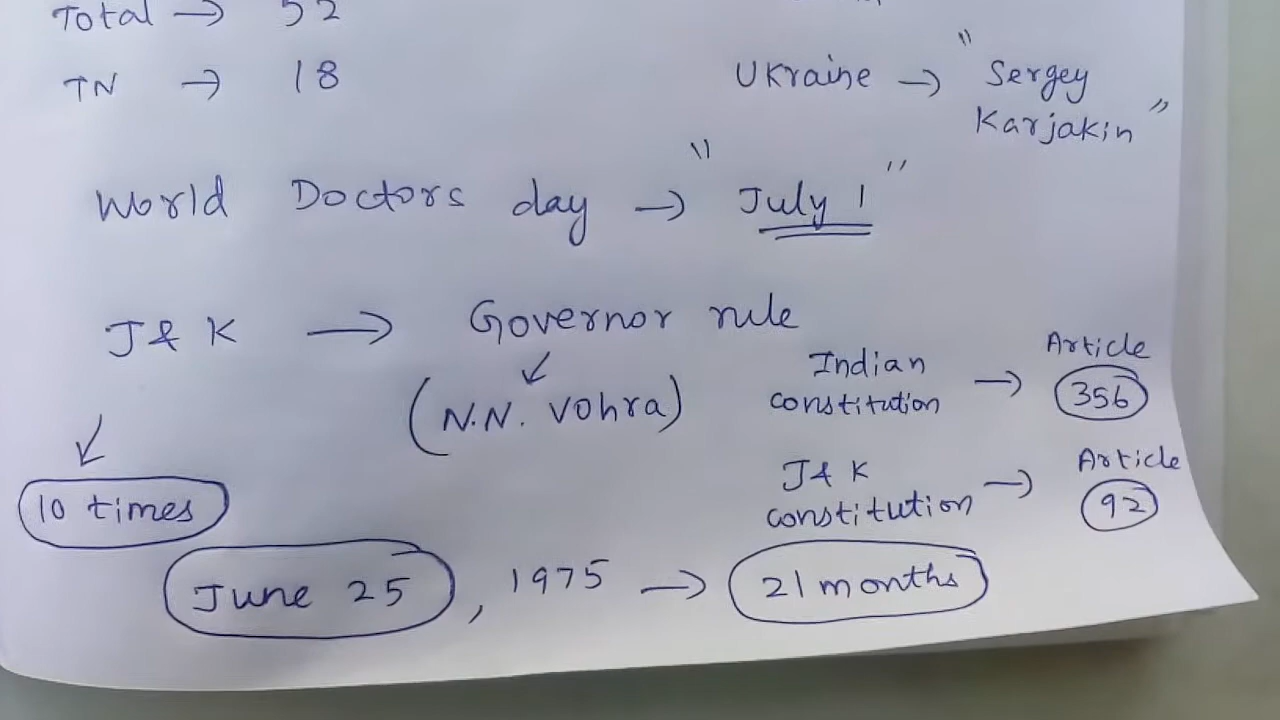 Total → 52
TN → 18
Ukraine → "Sergey
Karjakin"
World Doctors day → "July 1"
J & K → Governor rule
(N.N. Vohra)
Indian constitution → Article 356
J & K constitution → Article 92
10 times
June 25, 1975 → 21 months